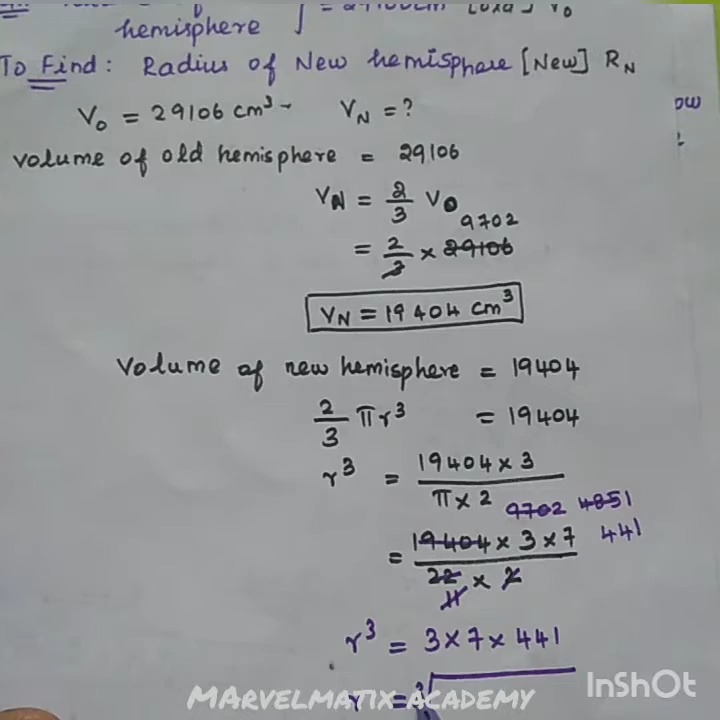 hemisphere
To Find: Radius of New hemisphere [New] R_N
V₀ = 29106 cm³ V_N = ?
ow
volume of old hemisphere = 29106
V_N = 2/3 V₀
9702
= 2/3 × 29106
V_N = 19404 cm³
Volume of new hemisphere = 19404
2/3 πr³ = 19404
r³ = 19404×3 / π×2
9702 4851
= 19404×3×7 / 22×2 441
11
r³ = 3×7×441
r = ³√
MARVELMATIX ACADEMY
InShOt